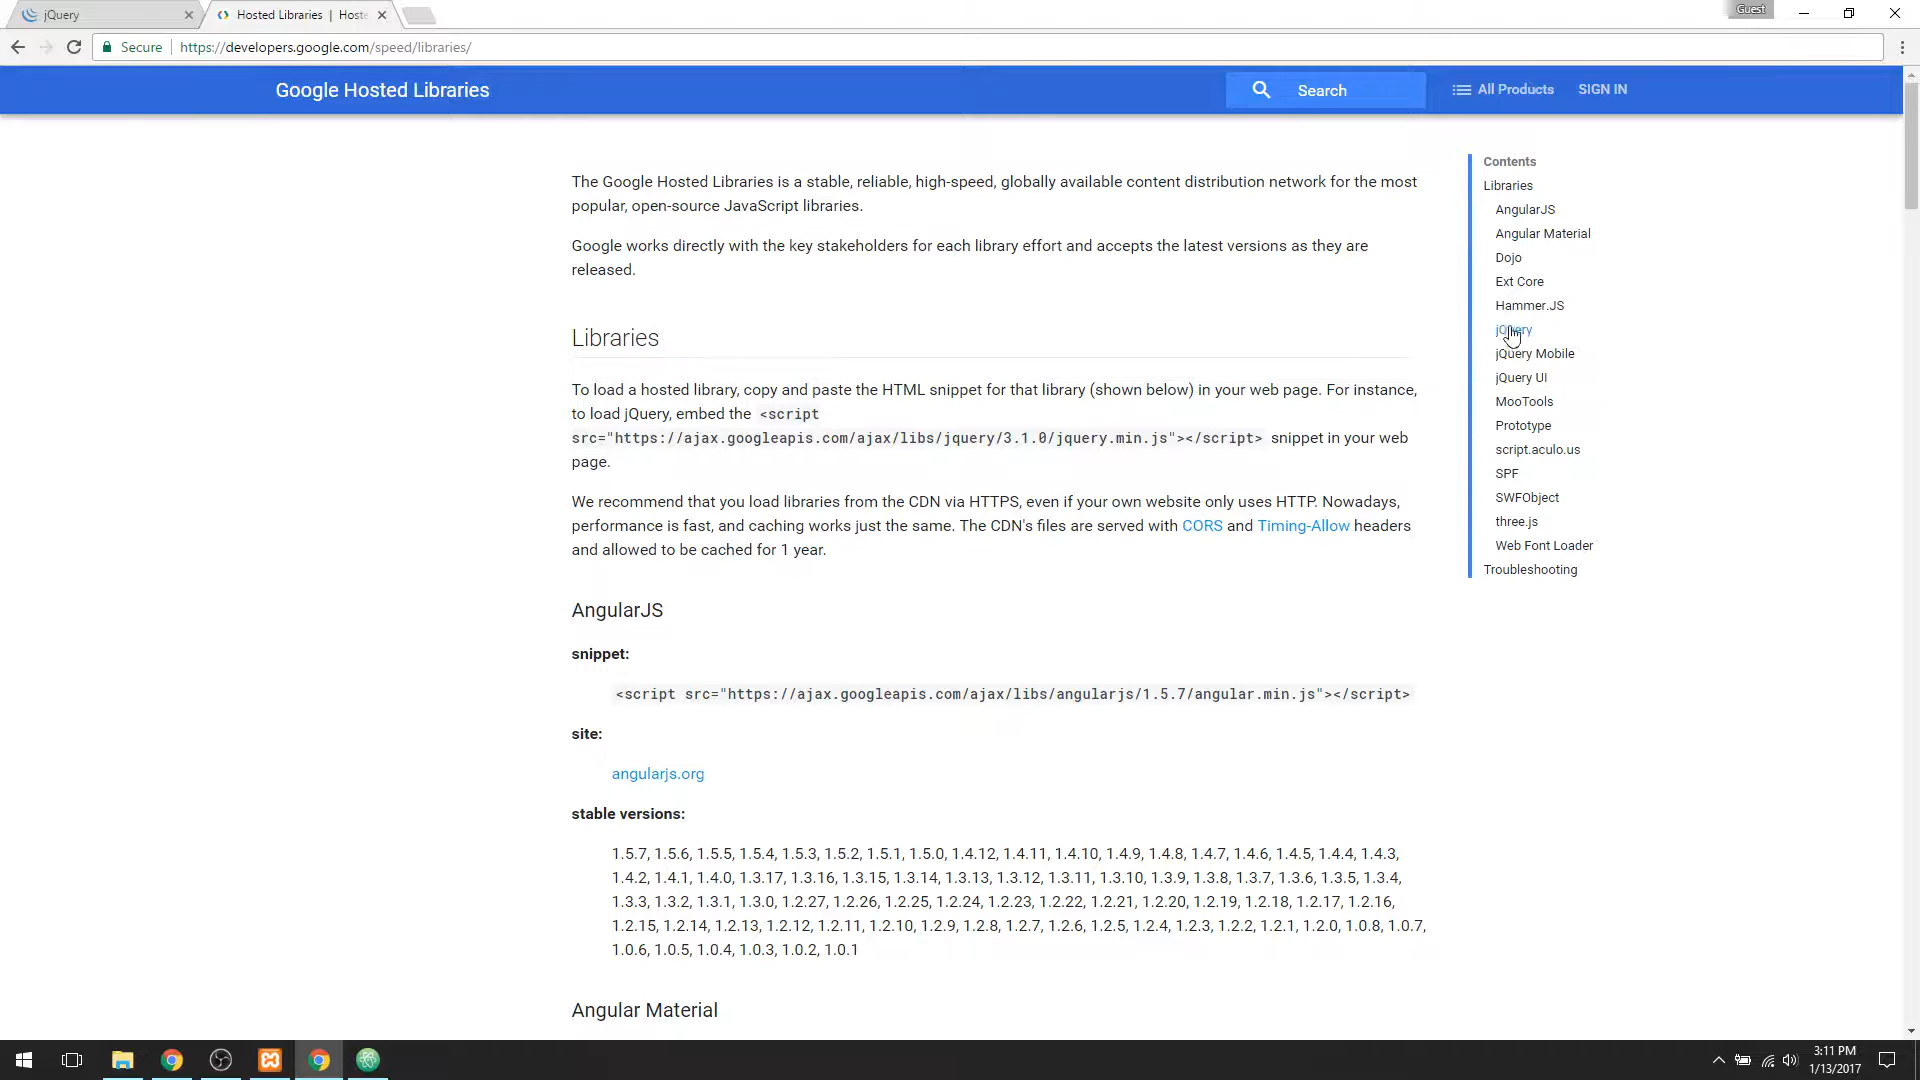 jQuery
Hosted Libraries | Hoste
Guest
Secure
https://developers.google.com/speed/libraries/
Google Hosted Libraries
Search
All Products
SIGN IN
The Google Hosted Libraries is a stable, reliable, high-speed, globally available content distribution network for the most
popular, open-source JavaScript libraries.
Google works directly with the key stakeholders for each library effort and accepts the latest versions as they are
released.
Libraries
To load a hosted library, copy and paste the HTML snippet for that library (shown below) in your web page. For instance,
to load jQuery, embed the <script
src="https://ajax.googleapis.com/ajax/libs/jquery/3.1.0/jquery.min.js"></script> snippet in your web
page.
We recommend that you load libraries from the CDN via HTTPS, even if your own website only uses HTTP. Nowadays,
performance is fast, and caching works just the same. The CDN's files are served with CORS and Timing-Allow headers
and allowed to be cached for 1 year.
AngularJS
snippet:
<script src="https://ajax.googleapis.com/ajax/libs/angularjs/1.5.7/angular.min.js"></script>
site:
angularjs.org
stable versions:
1.5.7, 1.5.6, 1.5.5, 1.5.4, 1.5.3, 1.5.2, 1.5.1, 1.5.0, 1.4.12, 1.4.11, 1.4.10, 1.4.9, 1.4.8, 1.4.7, 1.4.6, 1.4.5, 1.4.4, 1.4.3,
1.4.2, 1.4.1, 1.4.0, 1.3.17, 1.3.16, 1.3.15, 1.3.14, 1.3.13, 1.3.12, 1.3.11, 1.3.10, 1.3.9, 1.3.8, 1.3.7, 1.3.6, 1.3.5, 1.3.4,
1.3.3, 1.3.2, 1.3.1, 1.3.0, 1.2.27, 1.2.26, 1.2.25, 1.2.24, 1.2.23, 1.2.22, 1.2.21, 1.2.20, 1.2.19, 1.2.18, 1.2.17, 1.2.16,
1.2.15, 1.2.14, 1.2.13, 1.2.12, 1.2.11, 1.2.10, 1.2.9, 1.2.8, 1.2.7, 1.2.6, 1.2.5, 1.2.4, 1.2.3, 1.2.2, 1.2.1, 1.2.0, 1.0.8, 1.0.7,
1.0.6, 1.0.5, 1.0.4, 1.0.3, 1.0.2, 1.0.1
Angular Material
Contents
Libraries
AngularJS
Angular Material
Dojo
Ext Core
Hammer.JS
jQuery
jQuery Mobile
jQuery UI
MooTools
Prototype
script.aculo.us
SPF
SWFObject
three.js
Web Font Loader
Troubleshooting
3:11 PM
1/13/2017